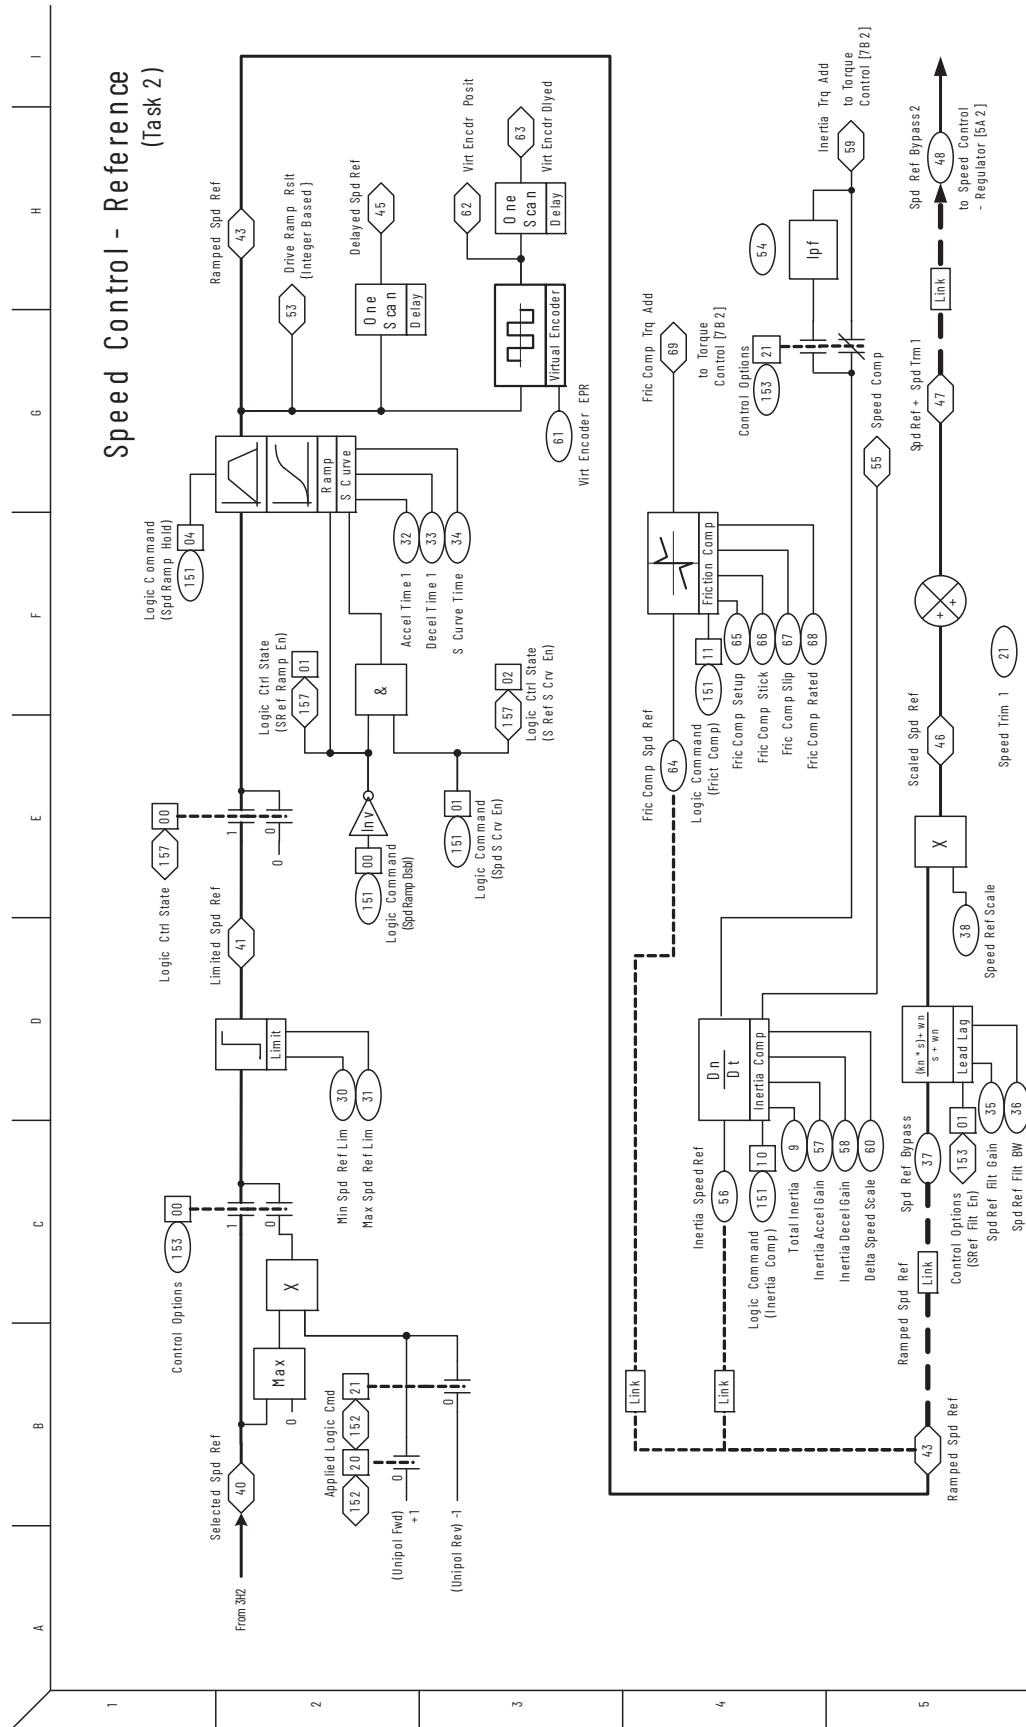 Speed Control - Reference
(Task 2)
A
B
C
D
E
F
G
H
I
1
2
3
4
5
From 3H2
Selected Spd Ref
40
Max
0
X
Control Options
153
00
1
0
Applied Logic Cmd
152
20
152
21
(Unipol Fwd)
+1
0
(Unipol Rev) -1
0
Limit
30
Min Spd Ref Lim
31
Max Spd Ref Lim
Limited Spd Ref
41
Logic Ctrl State
157
00
1
0
0
151
00
Logic Command
(Spd Ramp Dsbl)
Inv
151
01
Logic Command
(Spd S Crv En)
Logic Ctrl State
(SRef Ramp En)
157
01
&
157
02
Logic Ctrl State
(S Ref S Crv En)
Logic Command
(Spd Ramp Hold)
151
04
Ramp
S Curve
32
Accel Time1
33
Decel Time1
34
S Curve Time
Ramped Spd Ref
43
53
Drive Ramp Rslt
(Integer Based)
Delayed Spd Ref
45
One
Scan
Delay
Virtual Encoder
61
Virt Encoder EPR
62
Virt Encdr Posit
One
Scan
Delay
63
Virt Encdr Dlyed
Link
Link
Fric Comp Spd Ref
64
Friction Comp
151
11
Logic Command
(Frict Comp)
65
Fric Comp Setup
66
Fric Comp Stick
67
Fric Comp Slip
68
Fric Comp Rated
Fric Comp Trq Add
69
to Torque
Control [7B2]
Inertia Speed Ref
56
Dn
Dt
Inertia Comp
151
10
Logic Command
(Inertia Comp)
9
Total Inertia
57
Inertia Accel Gain
58
Inertia Decel Gain
60
Delta Speed Scale
Control Options
153
21
54
lpf
Inertia Trq Add
59
to Torque
Control [7B2]
55
Speed Comp
43
Ramped Spd Ref
Ramped Spd Ref
Link
Spd Ref Bypass
37
(kn * s) + wn
s + wn
Lead Lag
153
01
Control Options
(SRef Filt En)
35
Spd Ref Filt Gain
36
Spd Ref Filt BW
X
38
Speed Ref Scale
Scaled Spd Ref
46
+
+
21
Speed Trim 1
Spd Ref + Spd Trm1
47
Link
Spd Ref Bypass2
48
to Speed Control
- Regulator [5A2]